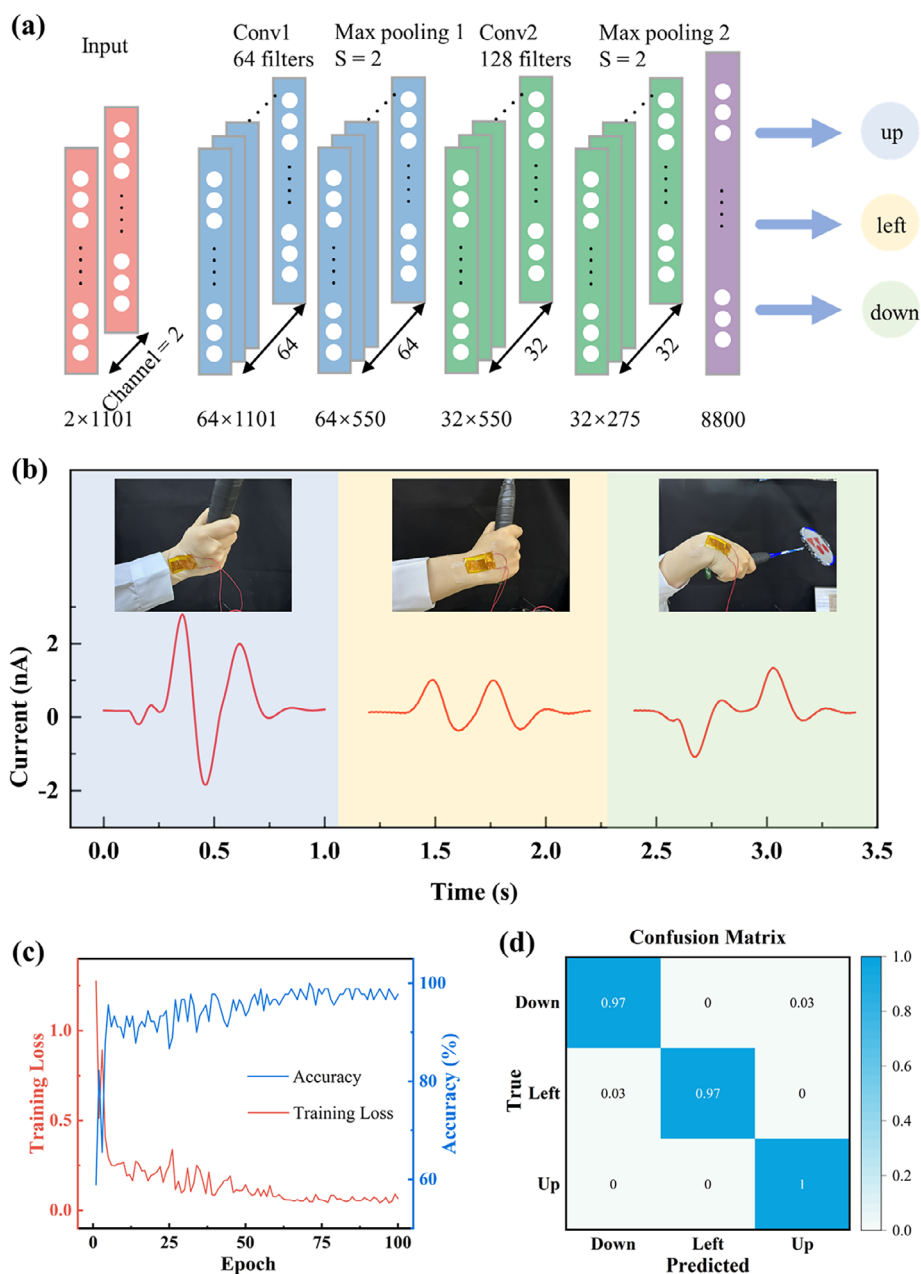 (a)
Input
Conv1
64 filters
Max pooling 1
S = 2
Conv2
128 filters
Max pooling 2
S = 2
up
left
down
Channel = 2
64
64
32
32
2×1101
64×1101
64×550
32×550
32×275
8800
(b)
Current (nA)
2
0
-2
0.0
0.5
1.0
1.5
2.0
2.5
3.0
3.5
Time (s)
(c)
Training Loss
1.0
0.5
0.0
Accuracy
Training Loss
100
80
60
Accuracy (%)
0
25
50
75
100
Epoch
(d)
Confusion Matrix
True
Down
0.97
0
0.03
Left
0.03
0.97
0
Up
0
0
1
Down
Left
Up
Predicted
1.0
0.8
0.6
0.4
0.2
0.0